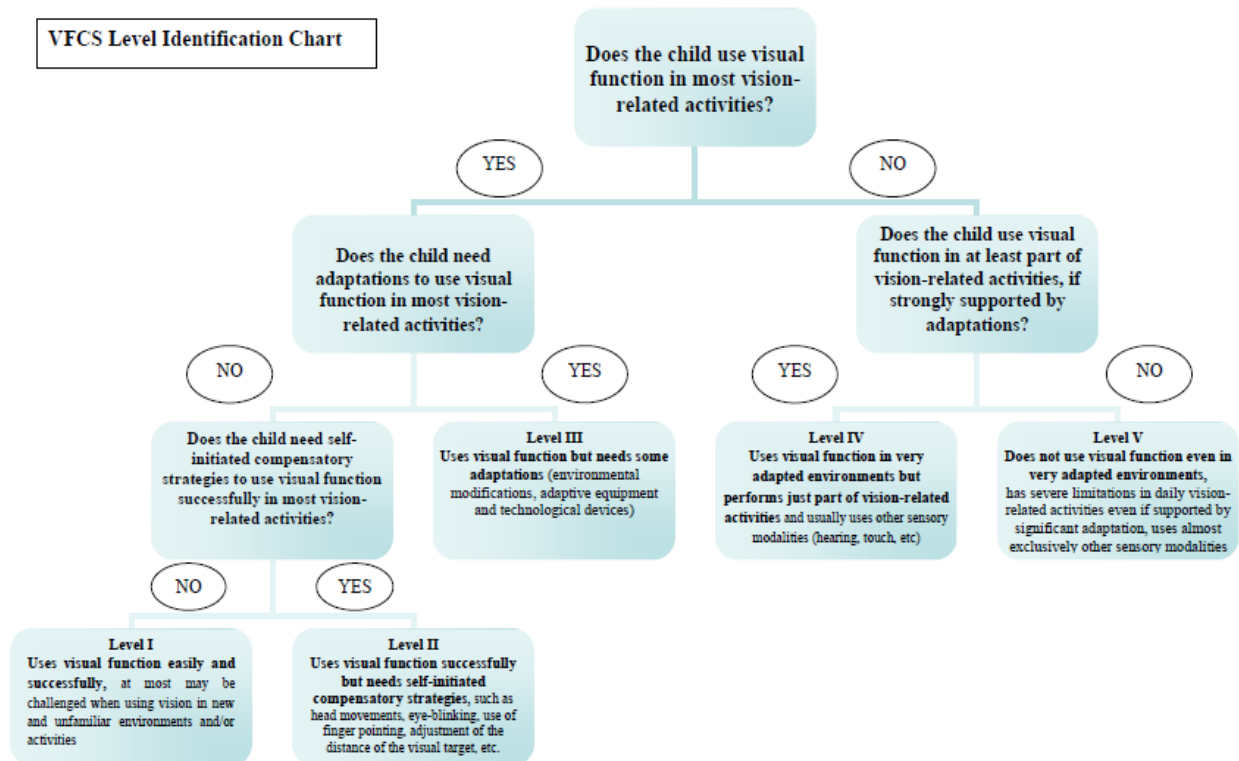 VFCS Level Identification Chart
Does the child use visual
function in most vision-
related activities?
YES
NO
Does the child need
adaptations to use visual
function in most vision-
related activities?
Does the child use visual
function in at least part of
vision-related activities, if
strongly supported by
adaptations?
NO
YES
YES
NO
Does the child need self-
initiated compensatory
strategies to use visual function
successfully in most vision-
related activities?
Level III
Uses visual function but needs some
adaptations (environmental
modifications, adaptive equipment
and technological devices)
Level IV
Uses visual function in very
adapted environments but
performs just part of vision-related
activities and usually uses other sensory
modalities (hearing, touch, etc)
Level V
Does not use visual function even in
very adapted environments,
has severe limitations in daily vision-
related activities even if supported by
significant adaptation, uses almost
exclusively other sensory modalities
NO
YES
Level I
Uses visual function easily and
successfully, at most may be
challenged when using vision in new
and unfamiliar environments and/or
activities
Level II
Uses visual function successfully
but needs self-initiated
compensatory strategies, such as
head movements, eye-blinking, use of
finger pointing, adjustment of the
distance of the visual target, etc.